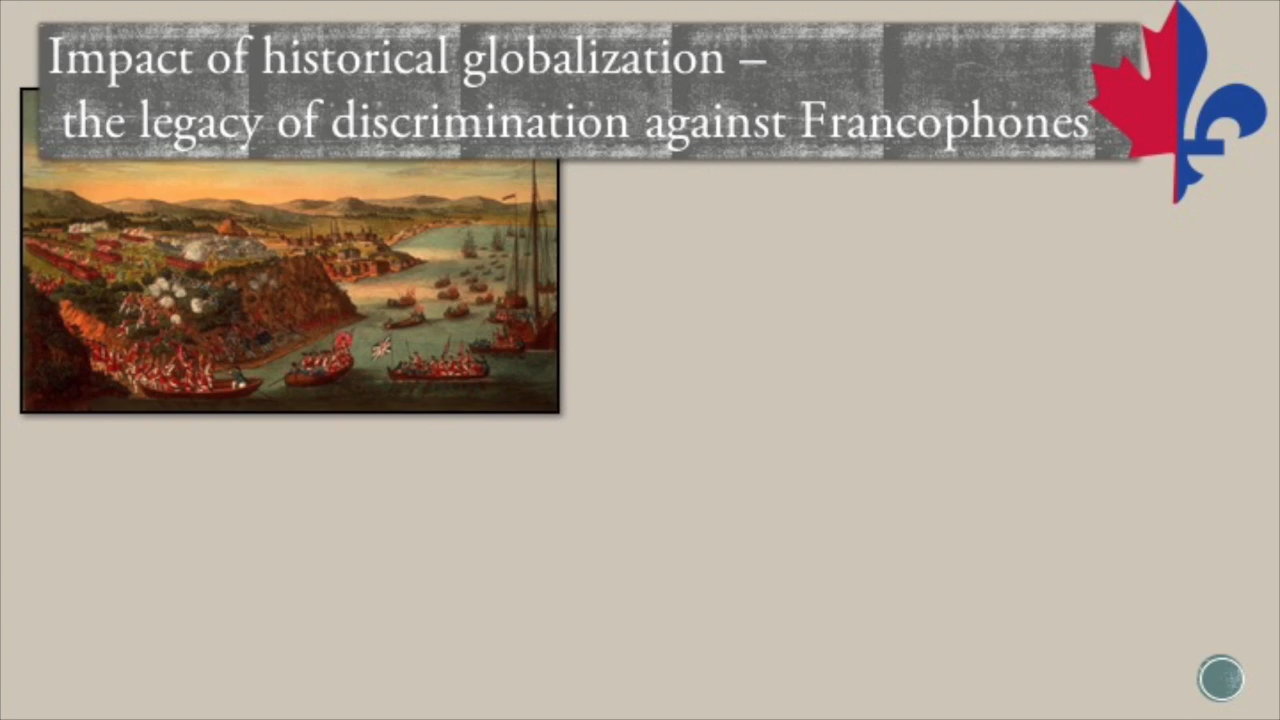 Impact of historical globalization –
the legacy of discrimination against Francophones